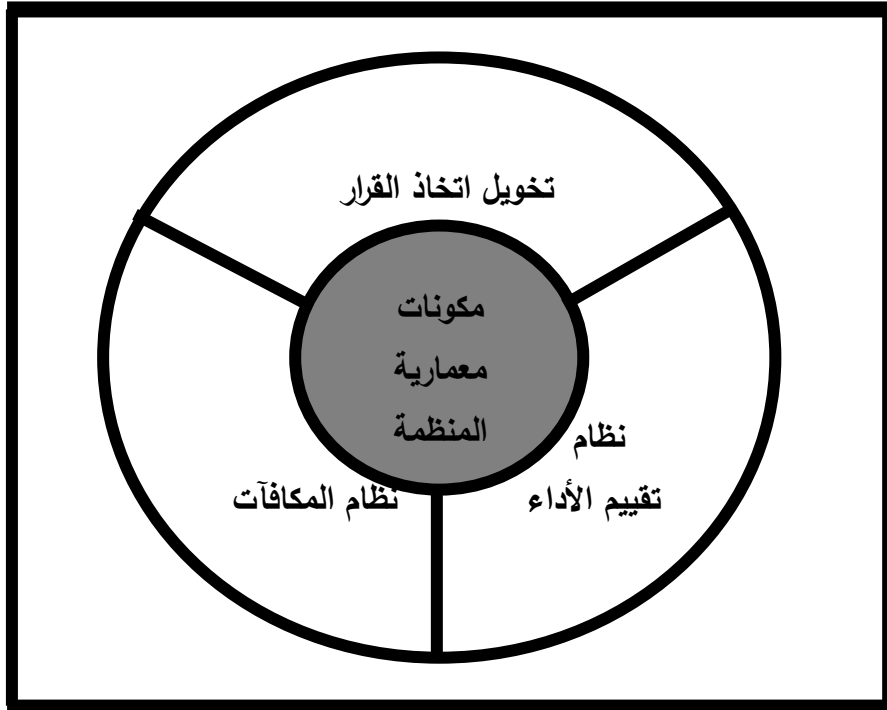 تخويل اتخاذ القرار
مكونات
معمارية
المنظمة
نظام
تقييم الأداء
نظام المكافآت